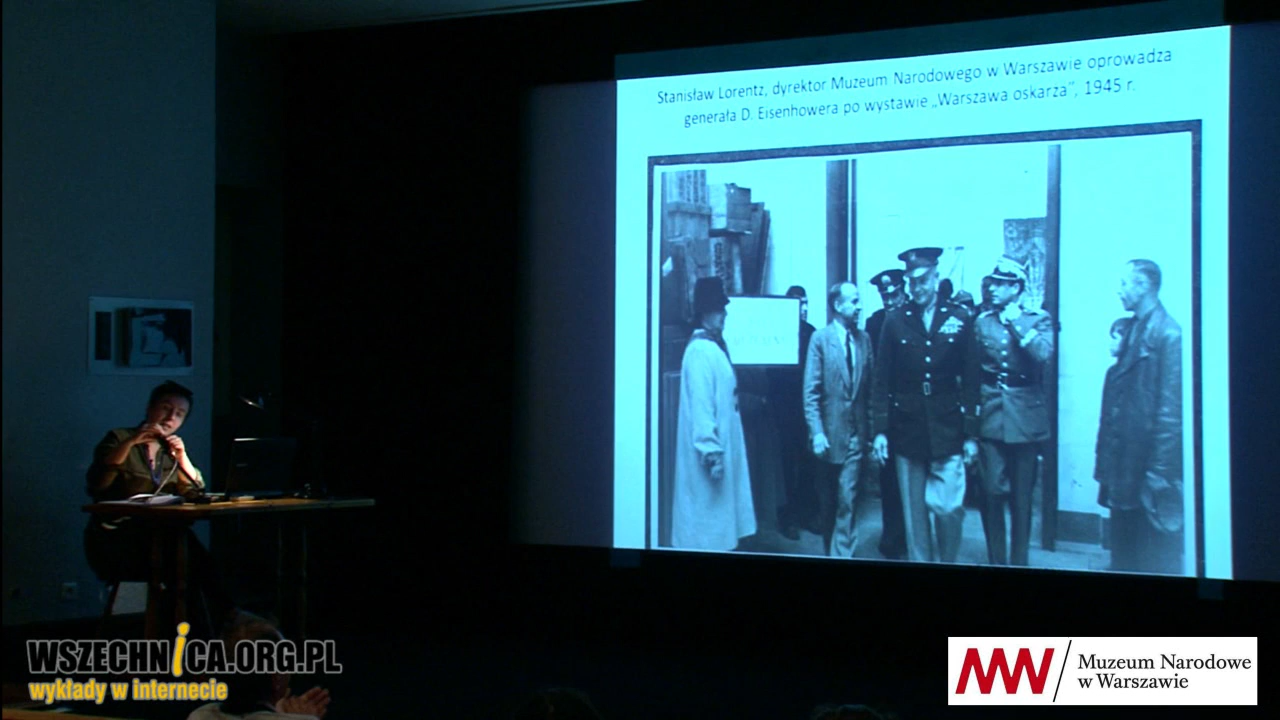 Stanisław Lorentz, dyrektor Muzeum Narodowego w Warszawie oprowadza
generała D. Eisenhowera po wystawie „Warszawa oskarża”, 1945 r.
WSZECHNICA.ORG.PL
wykłady w internecie
Muzeum Narodowe
w Warszawie